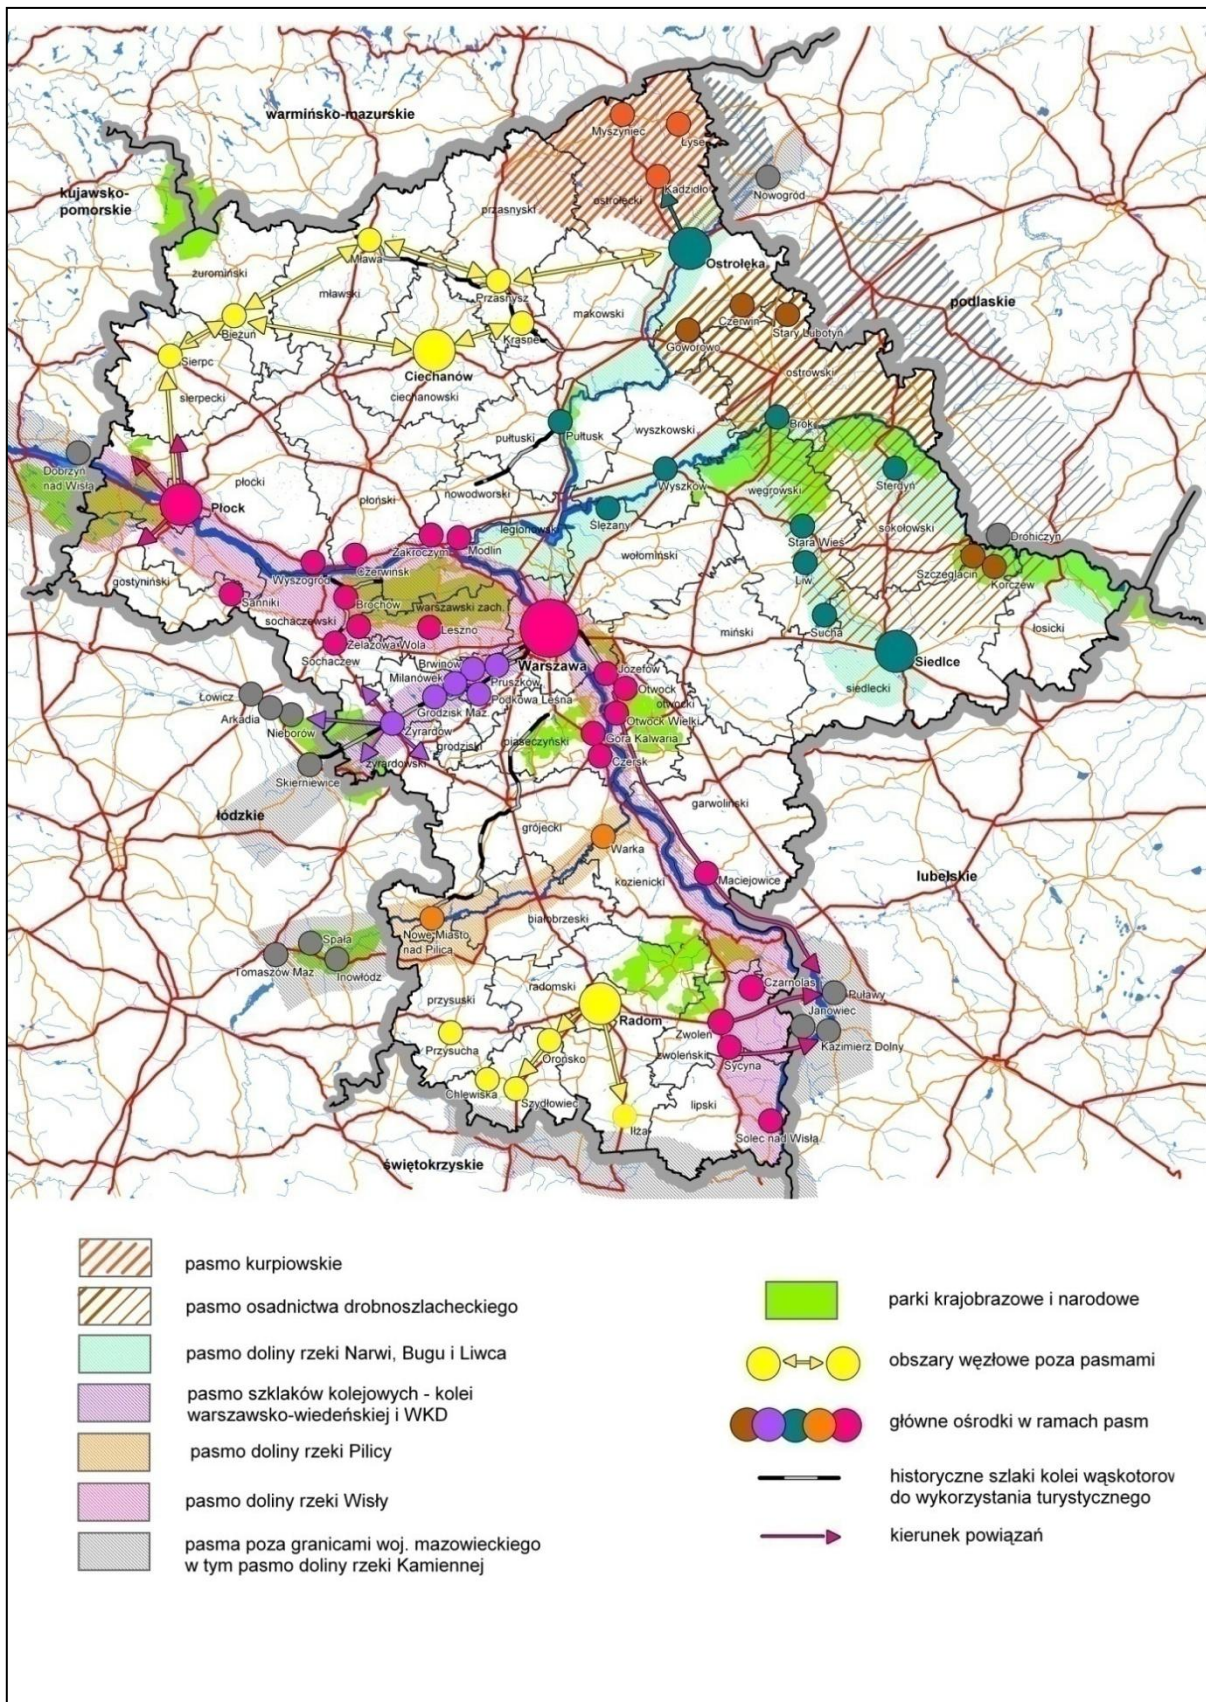 warmińsko-mazurskie
Myszyniec
Łyse
kujawsko-
pomorskie
Kadzidło
Nowogród
przasnyski
ostrołęcki
Mława
Ostrołęka
żuromiński
mławski
Przasnysz
podlaskie
makowski
Czerwin
Bieżuń
Krasne
Stary Lubotyń
Goworowo
Sierpc
Ciechanów
ostrowski
sierpecki
ciechanowski
Brok
pułtuski
Pułtusk
wyszkowski
Dobrzyń
nad Wisłą
płocki
Wyszków
Sterdyń
płoński
nowodworski
węgrowski
Płock
Ślężany
legionowski
sokołowski
Stara Wieś
Drohiczyn
Zakroczym
Modlin
wołomiński
Czerwińsk
Liw
Szczeglacin
Korczew
Wyszogród
gostyniński
Sanniki
Brochów
warszawski zach.
sochaczewski
Leszno
miński
Sucha
łosicki
Żelazowa Wola
Sochaczew
Warszawa
Siedlce
Brwinów
Józefów
Milanówek
Pruszków
siedlecki
Otwock
Łowicz
Podkowa Leśna
otwocki
Grodzisk Maz.
Arkadia
Otwock Wielki
Żyrardów
Nieborów
Góra Kalwaria
grodziski
piaseczyński
Czersk
żyrardowski
Skierniewice
garwoliński
łódzkie
grójecki
Warka
Maciejowice
lubelskie
kozienicki
białobrzeski
Nowe Miasto
nad Pilicą
Spała
Tomaszów Maz
Inowłódz
Czarnolas
radomski
Puławy
przysuski
Janowiec
Radom
Zwoleń
Kazimierz Dolny
Przysucha
Orońsko
zwoleński
Sycyna
Chlewiska
Szydłowiec
lipski
Iłża
Solec nad Wisłą
świętokrzyskie
pasmo kurpiowskie
pasmo osadnictwa drobnoszlacheckiego
pasmo doliny rzeki Narwi, Bugu i Liwca
pasmo szklaków kolejowych - kolei
warszawsko-wiedeńskiej i WKD
pasmo doliny rzeki Pilicy
pasmo doliny rzeki Wisły
pasma poza granicami woj. mazowieckiego
w tym pasmo doliny rzeki Kamiennej
parki krajobrazowe i narodowe
obszary węzłowe poza pasmami
główne ośrodki w ramach pasm
historyczne szlaki kolei wąskotorow
do wykorzystania turystycznego
kierunek powiązań